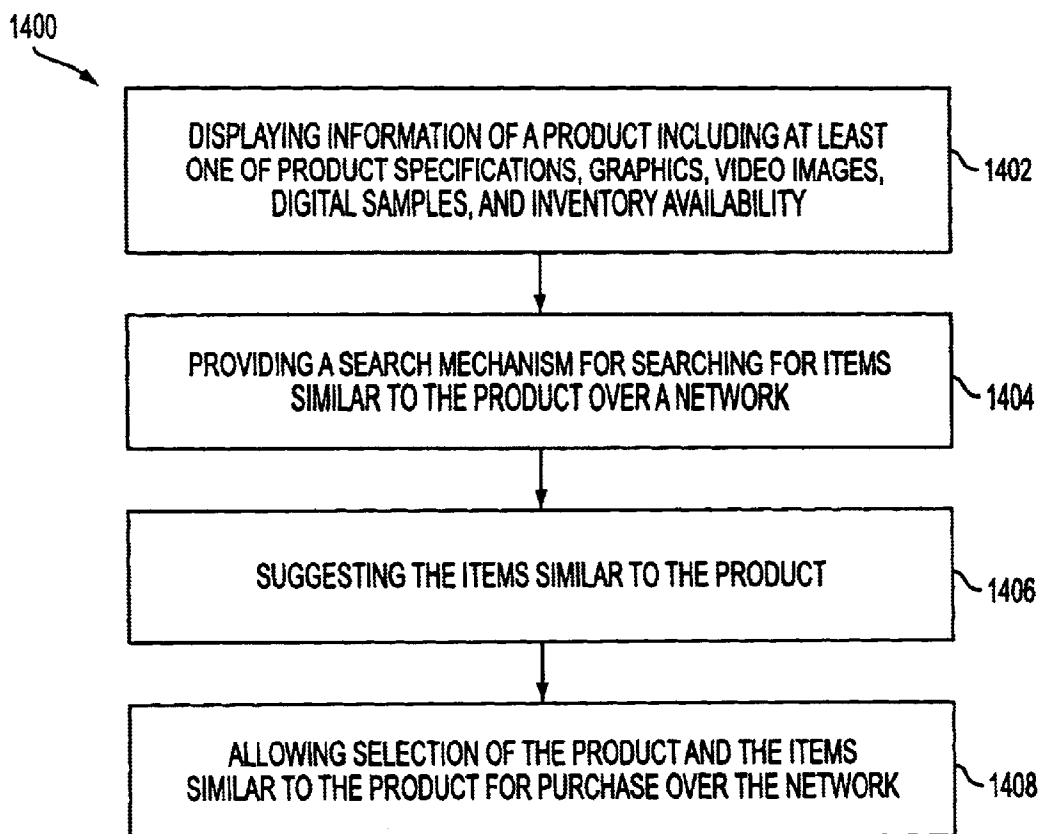 1400
DISPLAYING INFORMATION OF A PRODUCT INCLUDING AT LEAST
ONE OF PRODUCT SPECIFICATIONS, GRAPHICS, VIDEO IMAGES,
DIGITAL SAMPLES, AND INVENTORY AVAILABILITY
1402
PROVIDING A SEARCH MECHANISM FOR SEARCHING FOR ITEMS
SIMILAR TO THE PRODUCT OVER A NETWORK
1404
SUGGESTING THE ITEMS SIMILAR TO THE PRODUCT
1406
ALLOWING SELECTION OF THE PRODUCT AND THE ITEMS
SIMILAR TO THE PRODUCT FOR PURCHASE OVER THE NETWORK
1408